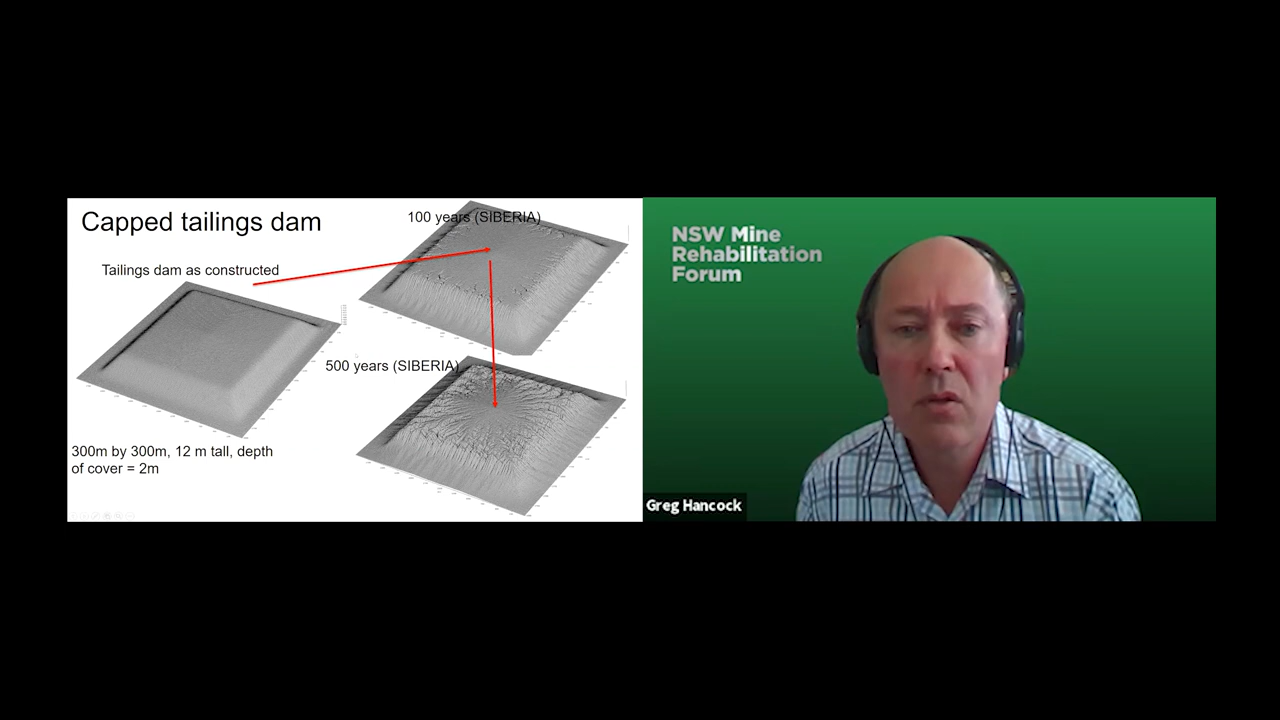 Capped tailings dam
100 years (SIBERIA)
Tailings dam as constructed
500 years (SIBERIA)
300m by 300m, 12 m tall, depth
of cover = 2m
NSW Mine
Rehabilitation
Forum
Greg Hancock